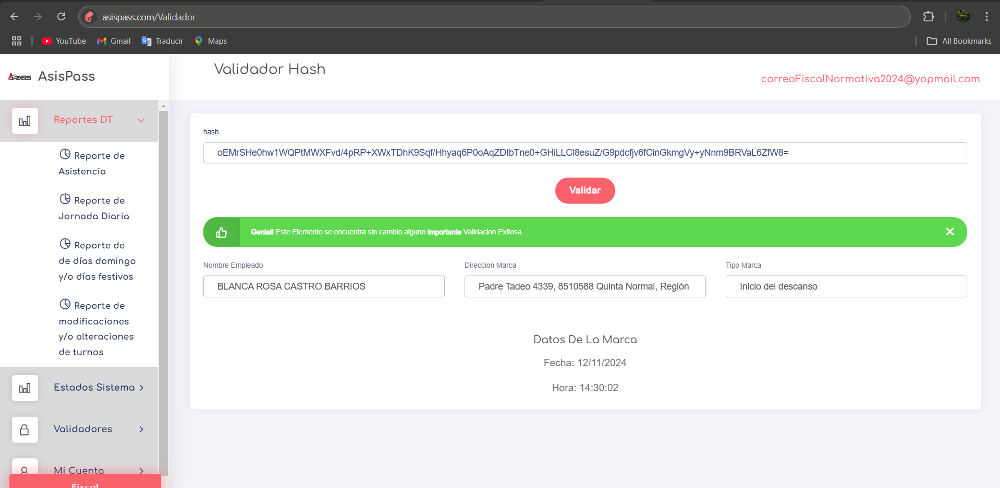 asispass.com/Validador
YouTube
Gmail
Traducir
Maps
All Bookmarks
APASS
AsisPass
Validador Hash
correoFiscalNormativa2024@yopmail.com
Reportes DT
Reporte de
Asistencia
Reporte de
Jornada Diaria
Reporte de
de días domingo
y/o días festivos
Reporte de
modificaciones
y/o alteraciones
de turnos
Estados Sistema
Validadores
Mi Cuenta
Fiscal
hash
oEMrSHe0hw1WQPtMWXFvd/4pRP+XWxTDhK9Sqf/Hhyaq6P0oAqZDIbTne0+GHiLLCl8esuZ/G9pdcfjv6fCinGkmgVy+yNnm9BRVaL6ZfW8=
Validar
Genial! Este Elemento se encuentra sin cambio alguno importante Validacion Exitosa.
Nombre Empleado
BLANCA ROSA CASTRO BARRIOS
Direccion Marca
Padre Tadeo 4339, 8510588 Quinta Normal, Región
Tipo Marca
Inicio del descanso
Datos De La Marca
Fecha: 12/11/2024
Hora: 14:30:02